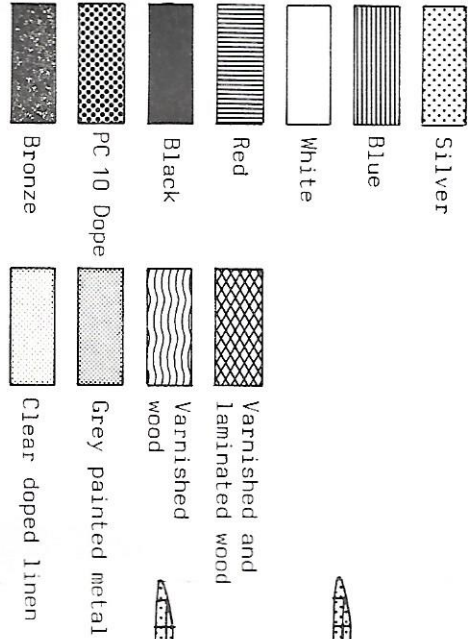 Silver
Blue
White
Red
Black
PC 10 Dope
Bronze
Varnished and
laminated wood
Varnished
wood
Grey painted metal
Clear doped linen